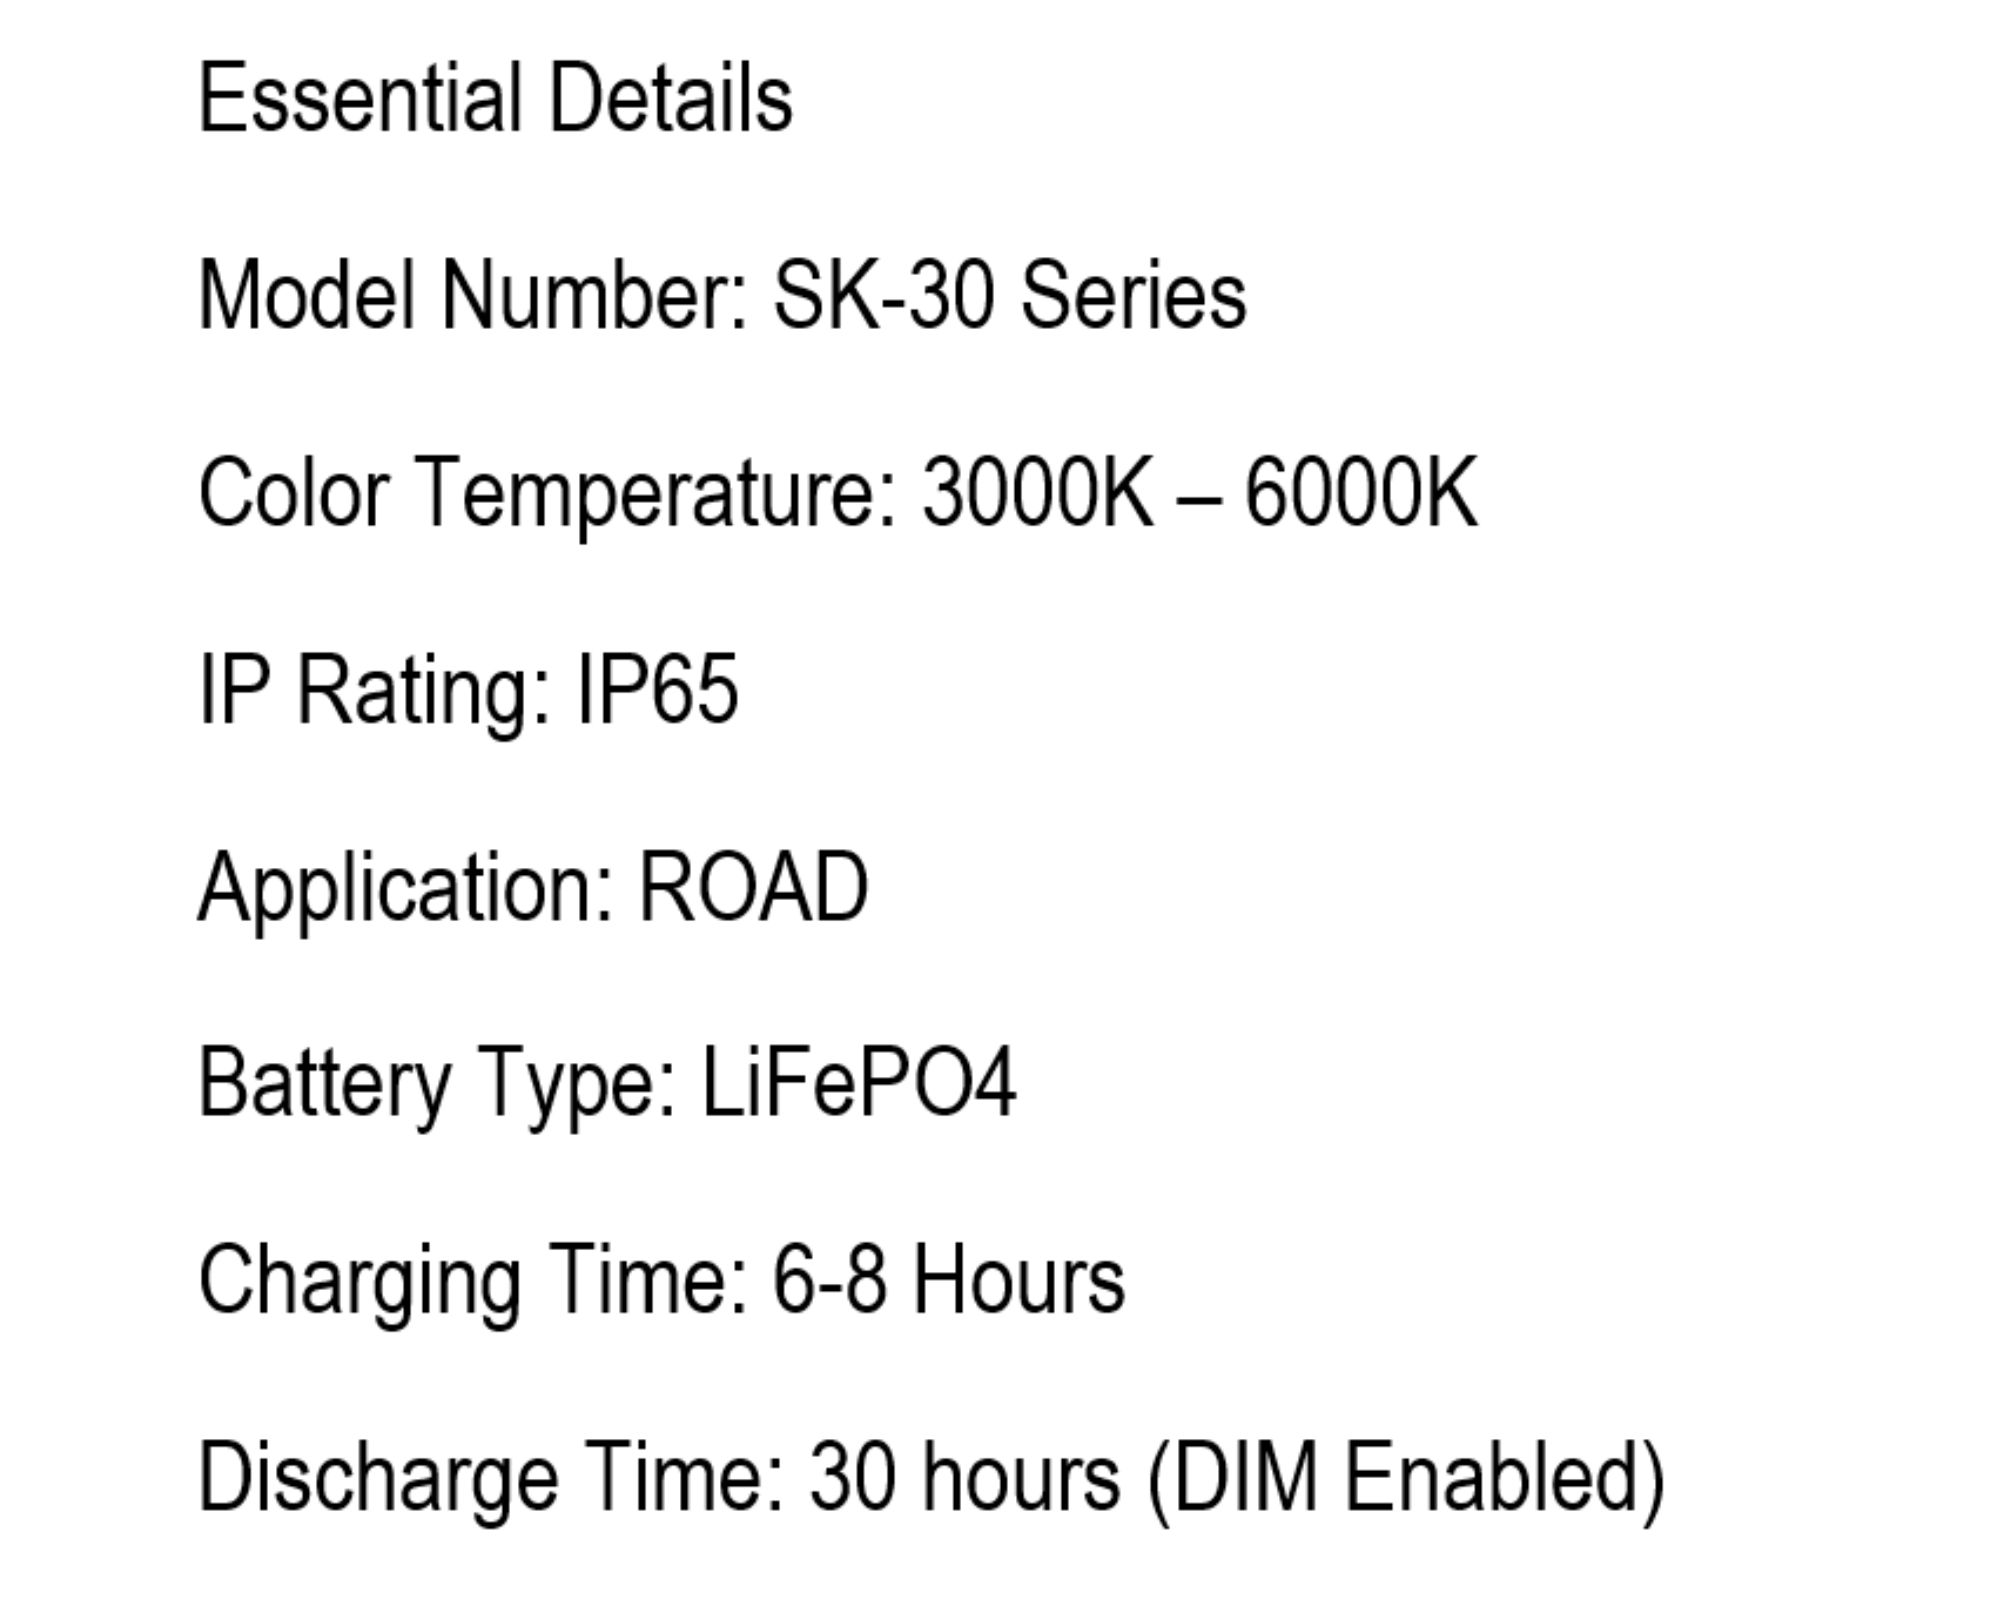 Essential Details
Model Number: SK-30 Series
Color Temperature: 3000K – 6000K
IP Rating: IP65
Application: ROAD
Battery Type: LiFePO4
Charging Time: 6-8 Hours
Discharge Time: 30 hours (DIM Enabled)